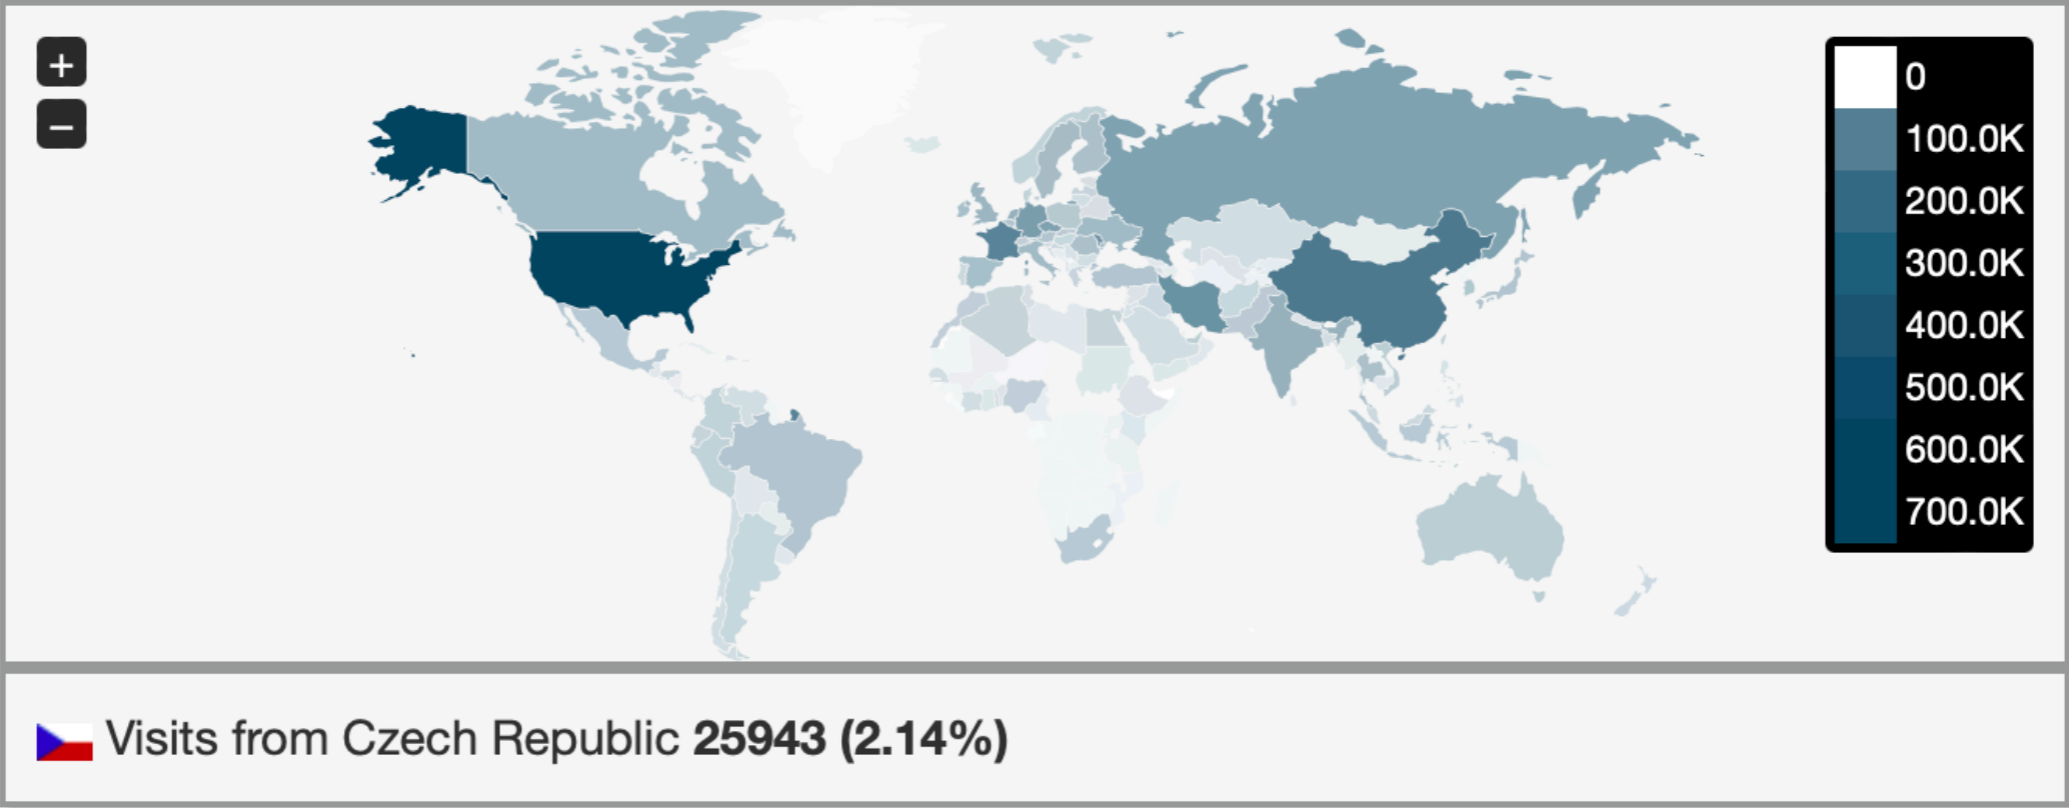 +
−
0
100.0K
200.0K
300.0K
400.0K
500.0K
600.0K
700.0K
Visits from Czech Republic 25943 (2.14%)